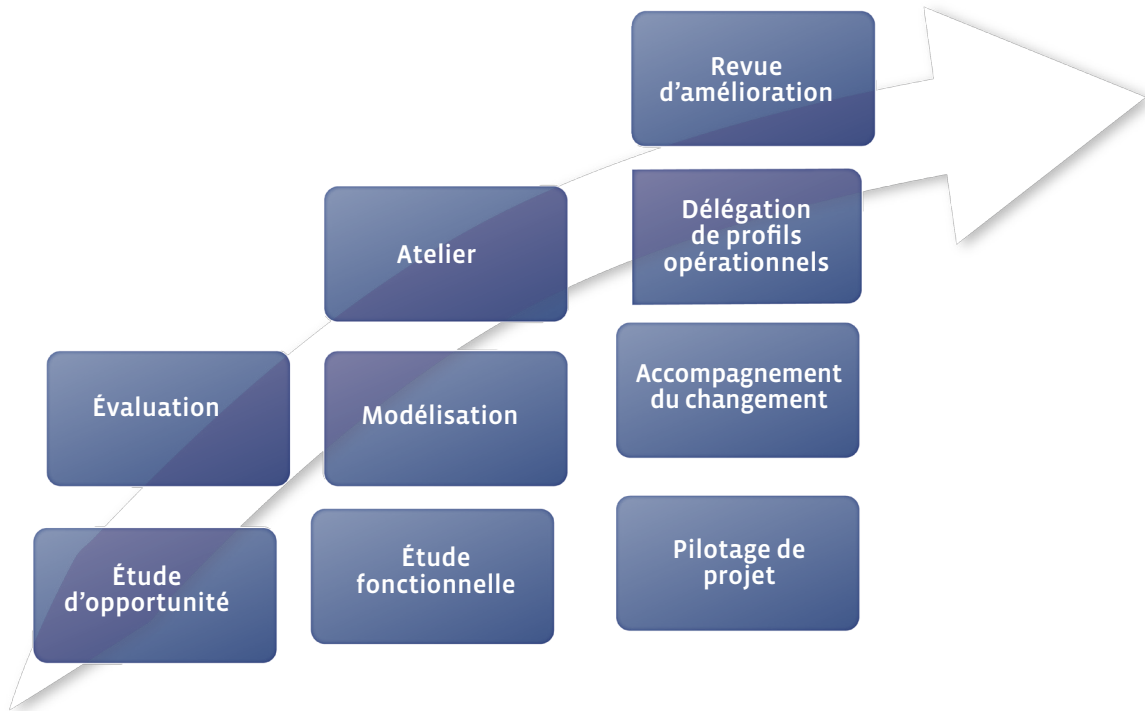 Revue
d'amélioration
Atelier
Délégation
de profils
opérationnels
Évaluation
Modélisation
Accompagnement
du changement
Étude
d'opportunité
Étude
fonctionnelle
Pilotage de
projet